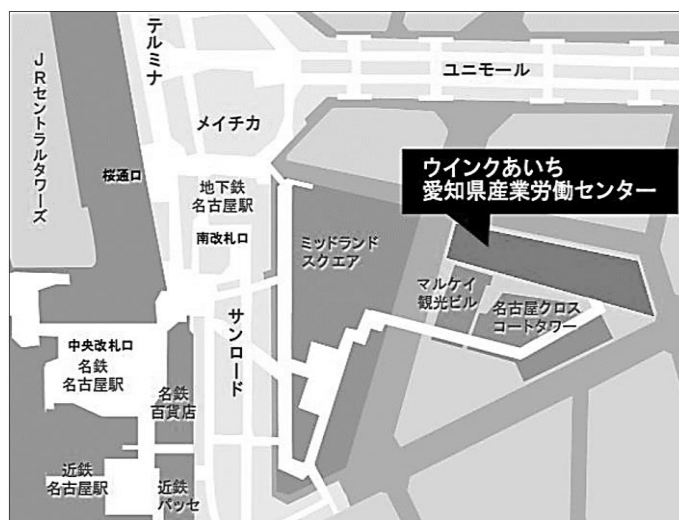 JRセントラルタワーズ
テルミナ
桜通口
メイチカ
ユニモール
ウインクあいち
愛知県産業労働センター
地下鉄
名古屋駅
南改札口
ミッドランド
スクエア
マルケイ
観光ビル
名古屋クロス
コートタワー
サンロード
中央改札口
名鉄
名古屋駅
名鉄
百貨店
近鉄
名古屋駅
近鉄
パッセ